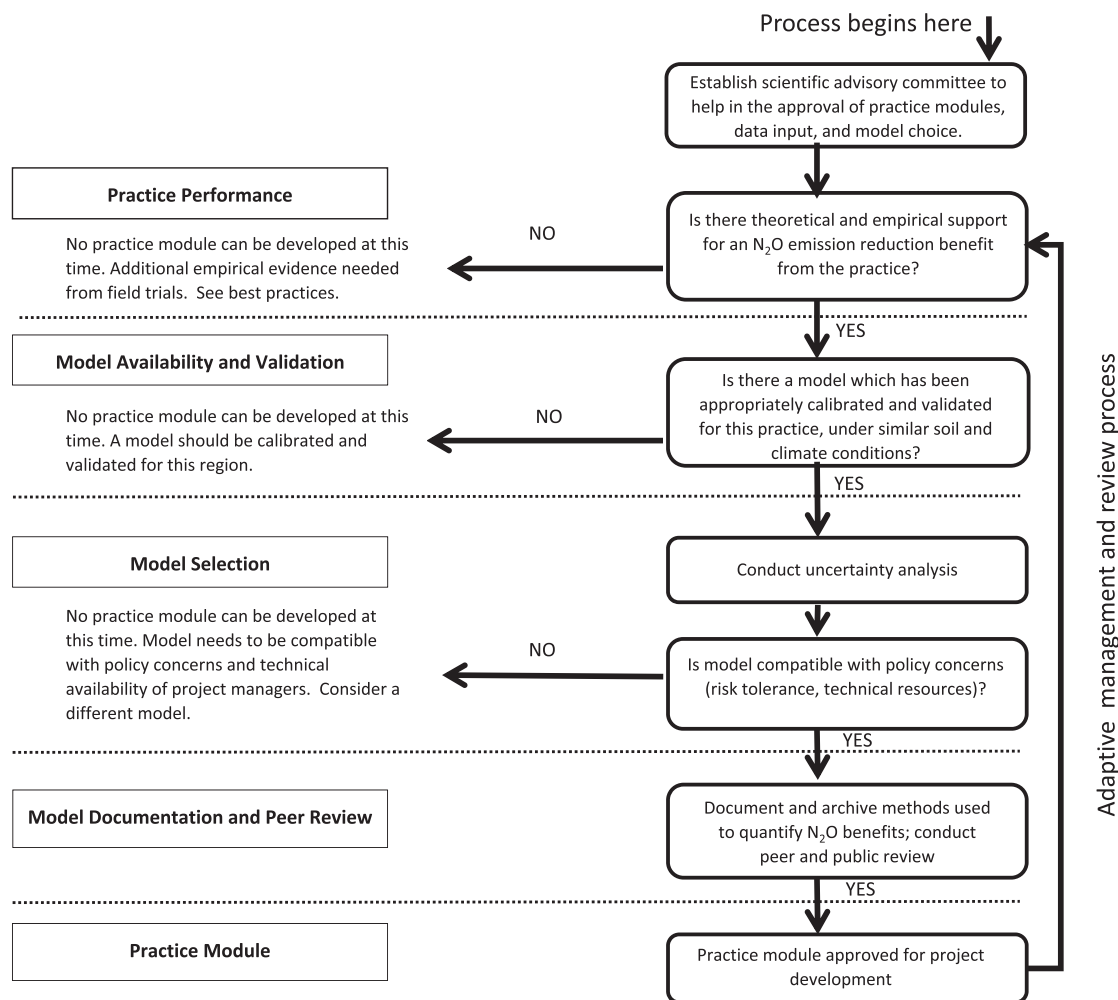 Process begins here
Establish scientific advisory committee to
help in the approval of practice modules,
data input, and model choice.
Practice Performance
No practice module can be developed at this
time. Additional empirical evidence needed
from field trials.  See best practices.
NO
Is there theoretical and empirical support
for an N₂O emission reduction benefit
from the practice?
YES
Model Availability and Validation
No practice module can be developed at this
time. A model should be calibrated and
validated for this region.
NO
Is there a model which has been
appropriately calibrated and validated
for this practice, under similar soil and
climate conditions?
YES
Model Selection
Conduct uncertainty analysis
No practice module can be developed at
this time. Model needs to be compatible
with policy concerns and technical
availability of project managers.  Consider a
different model.
NO
Is model compatible with policy concerns
(risk tolerance, technical resources)?
YES
Model Documentation and Peer Review
Document and archive methods used
to quantify N₂O benefits; conduct
peer and public review
YES
Practice Module
Practice module approved for project
development
Adaptive  management and review process